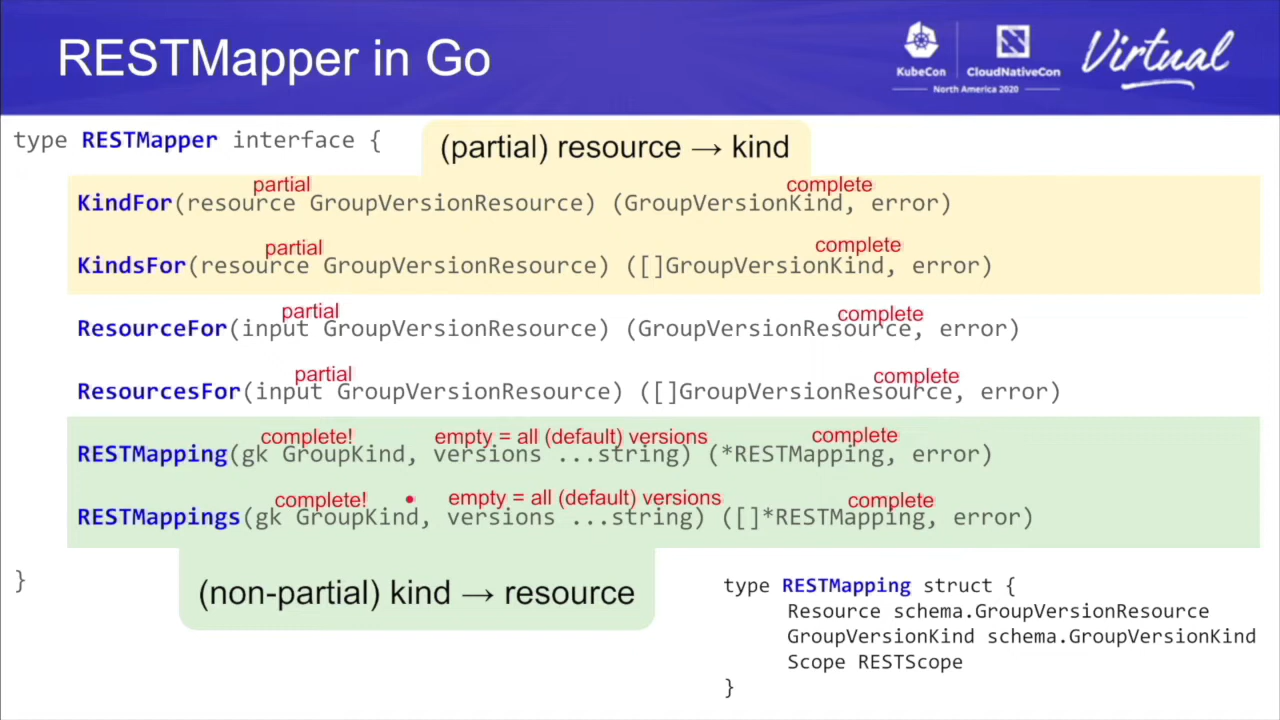 RESTMapper in Go
KubeCon
CloudNativeCon
North America 2020
Virtual
type RESTMapper interface {
(partial) resource → kind
partial
complete
KindFor(resource GroupVersionResource) (GroupVersionKind, error)
partial
complete
KindsFor(resource GroupVersionResource) ([]GroupVersionKind, error)
partial
complete
ResourceFor(input GroupVersionResource) (GroupVersionResource, error)
partial
complete
ResourcesFor(input GroupVersionResource) ([]GroupVersionResource, error)
complete!
empty = all (default) versions
complete
RESTMapping(gk GroupKind, versions ...string) (*RESTMapping, error)
complete!
empty = all (default) versions
complete
RESTMappings(gk GroupKind, versions ...string) ([]*RESTMapping, error)
}
(non-partial) kind → resource
type RESTMapping struct {
Resource schema.GroupVersionResource
GroupVersionKind schema.GroupVersionKind
Scope RESTScope
}